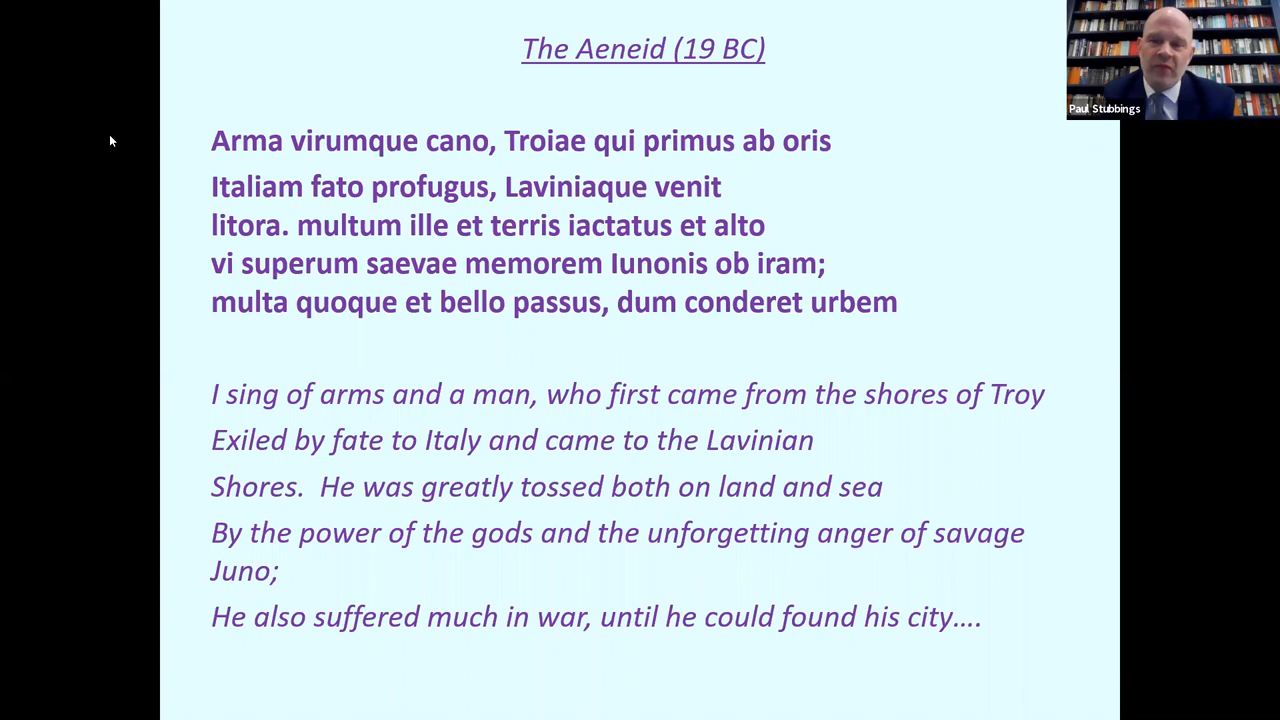 The Aeneid (19 BC)
Paul Stubbings
Arma virumque cano, Troiae qui primus ab oris
Italiam fato profugus, Laviniaque venit
litora. multum ille et terris iactatus et alto
vi superum saevae memorem Iunonis ob iram;
multa quoque et bello passus, dum conderet urbem
I sing of arms and a man, who first came from the shores of Troy
Exiled by fate to Italy and came to the Lavinian
Shores.  He was greatly tossed both on land and sea
By the power of the gods and the unforgetting anger of savage
Juno;
He also suffered much in war, until he could found his city....